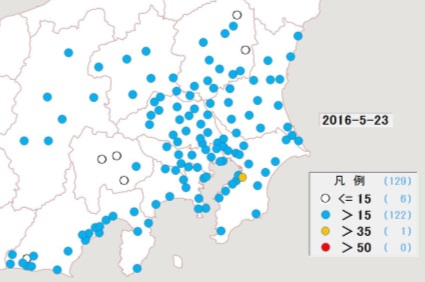 2016-5-23
凡 例 (129)
<= 15 ( 6)
> 15 (122)
> 35 ( 1)
> 50 ( 0)